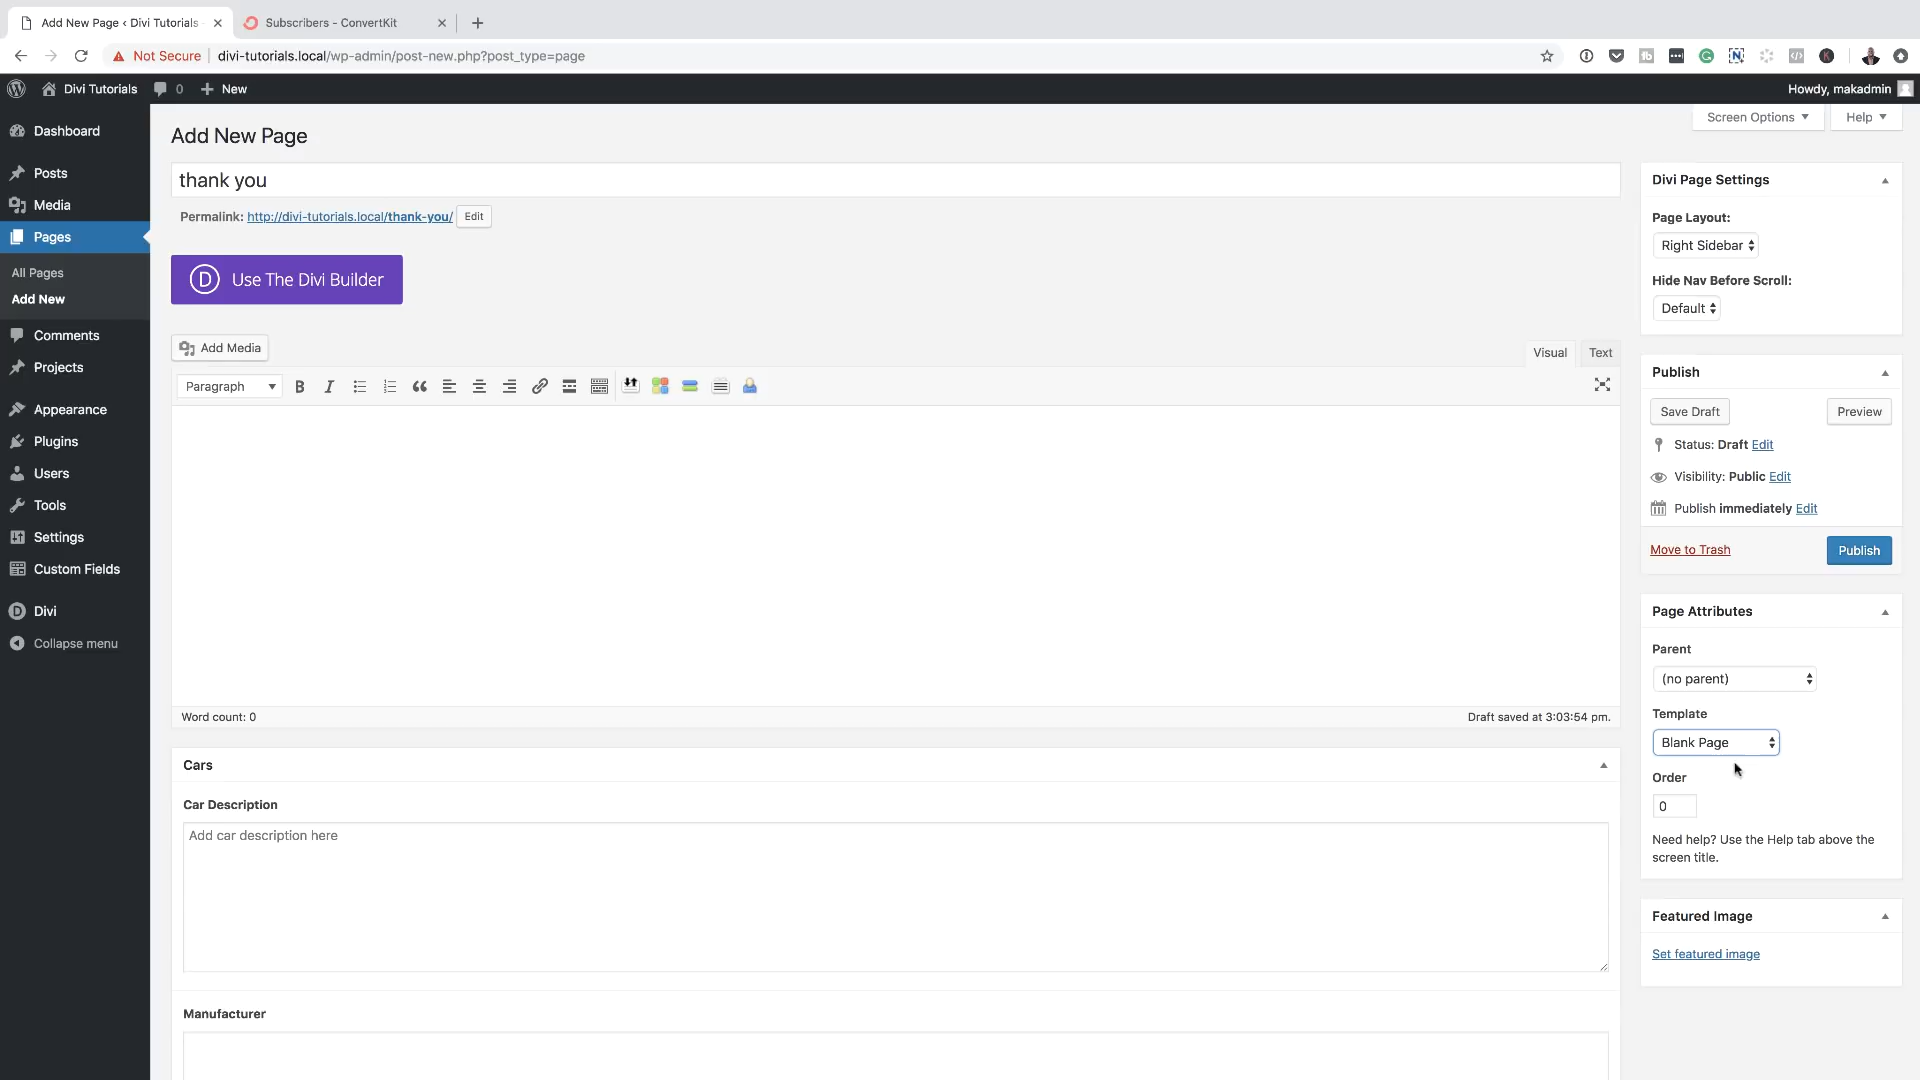 Add New Page ‹ Divi Tutorials
Subscribers - ConvertKit
Not Secure
divi-tutorials.local/wp-admin/post-new.php?post_type=page
Divi Tutorials
0
New
Howdy, makadmin
Dashboard
Posts
Media
Pages
All Pages
Add New
Comments
Projects
Appearance
Plugins
Users
Tools
Settings
Custom Fields
Divi
Collapse menu
Screen Options
Help
Add New Page
thank you
Permalink: http://divi-tutorials.local/thank-you/
Edit
D Use The Divi Builder
Add Media
Visual
Text
Paragraph
B
I
Word count: 0
Draft saved at 3:03:54 pm.
Cars
Car Description
Add car description here
Manufacturer
Divi Page Settings
Page Layout:
Right Sidebar
Hide Nav Before Scroll:
Default
Publish
Save Draft
Preview
Status: Draft Edit
Visibility: Public Edit
Publish immediately Edit
Move to Trash
Publish
Page Attributes
Parent
(no parent)
Template
Blank Page
Order
0
Need help? Use the Help tab above the
screen title.
Featured Image
Set featured image